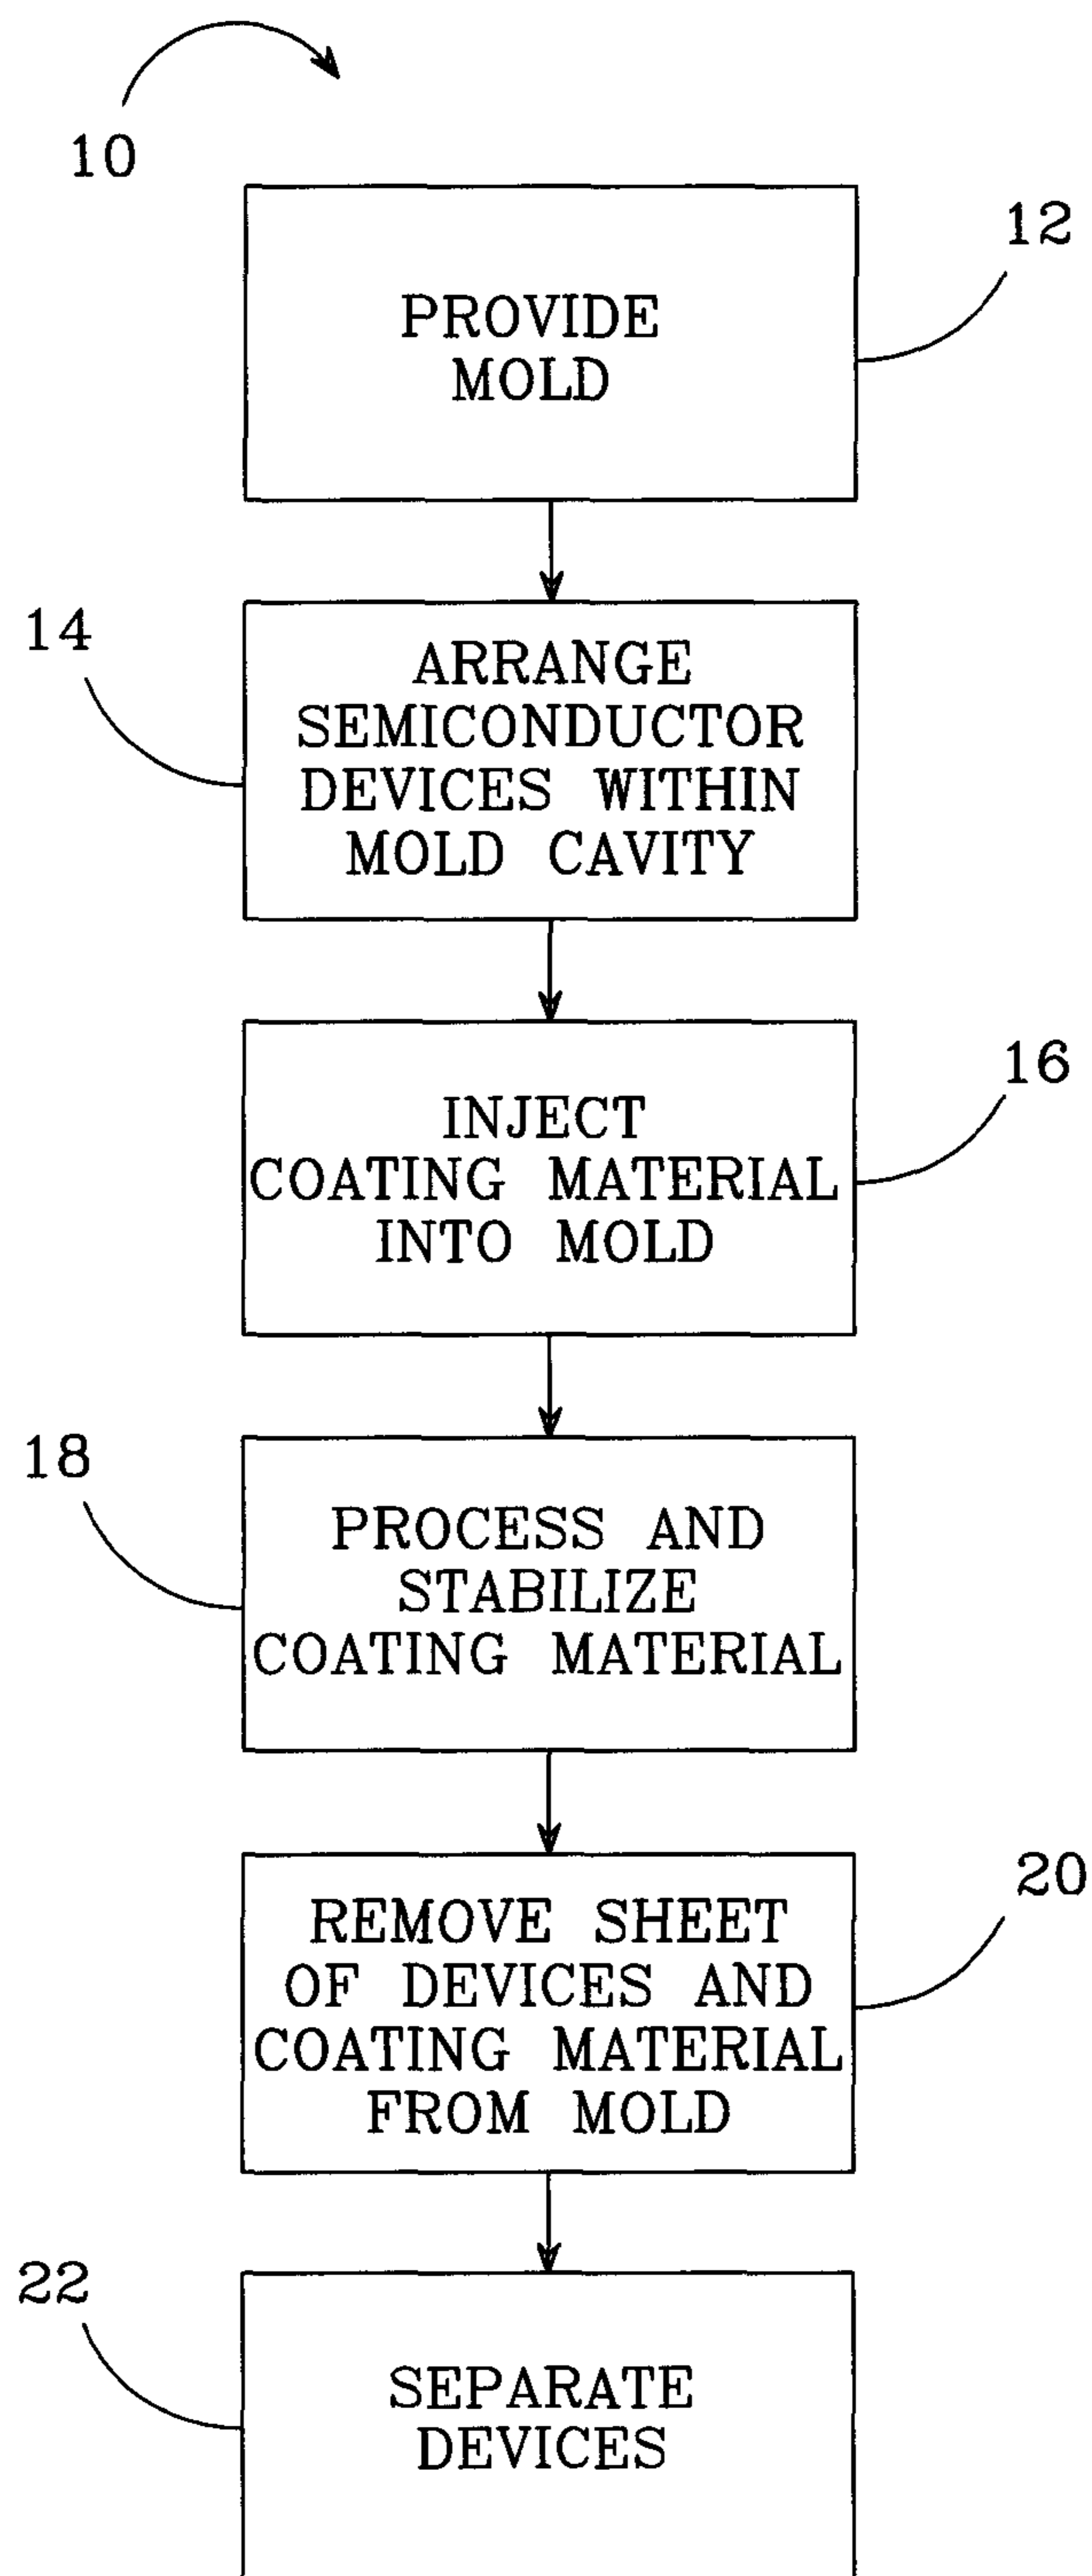 10
12
PROVIDE
MOLD
14
ARRANGE
SEMICONDUCTOR
DEVICES WITHIN
MOLD CAVITY
16
INJECT
COATING MATERIAL
INTO MOLD
18
PROCESS AND
STABILIZE
COATING MATERIAL
20
REMOVE SHEET
OF DEVICES AND
COATING MATERIAL
FROM MOLD
22
SEPARATE
DEVICES